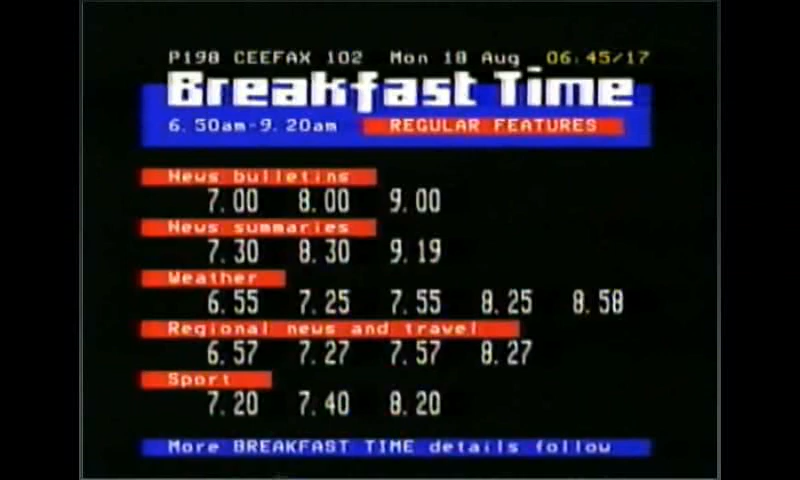 P198 CEEFAX 102 Mon 18 Aug 06.45/17
Breakfast Time
6.50am-9.20am REGULAR FEATURES
News bulletins
7.00 8.00 9.00
News summaries
7.30 8.30 9.19
Weather
6.55 7.25 7.55 8.25 8.58
Regional news and travel
6.57 7.27 7.57 8.27
Sport
7.20 7.40 8.20
More BREAKFAST TIME details follow